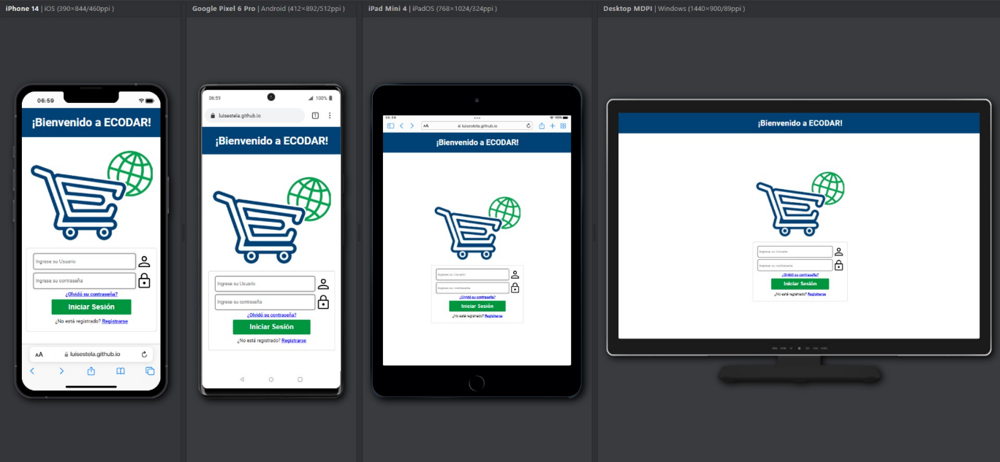 iPhone 14 | iOS (390×844/460ppi )
06:59
¡Bienvenido a ECODAR!
Ingrese su Usuario
Ingrese su contraseña
¿Olvidó su contraseña?
Iniciar Sesión
¿No está registrado? Registrarse
AA luisestela.github.io
Google Pixel 6 Pro | Android (412×892/512ppi )
06:59 100%
luisestela.github.io 1
¡Bienvenido a ECODAR!
Ingrese su Usuario
Ingrese su contraseña
¿Olvidó su contraseña?
Iniciar Sesión
¿No está registrado? Registrarse
iPad Mini 4 | iPadOS (768×1024/324ppi )
06:59 100%
AA luisestela.github.io
¡Bienvenido a ECODAR!
Ingrese su Usuario
Ingrese su contraseña
¿Olvidó su contraseña?
Iniciar Sesión
¿No está registrado? Registrarse
Desktop MDPI | Windows (1440×900/89ppi )
¡Bienvenido a ECODAR!
Ingrese su Usuario
Ingrese su contraseña
¿Olvidó su contraseña?
Iniciar Sesión
¿No está registrado? Registrarse